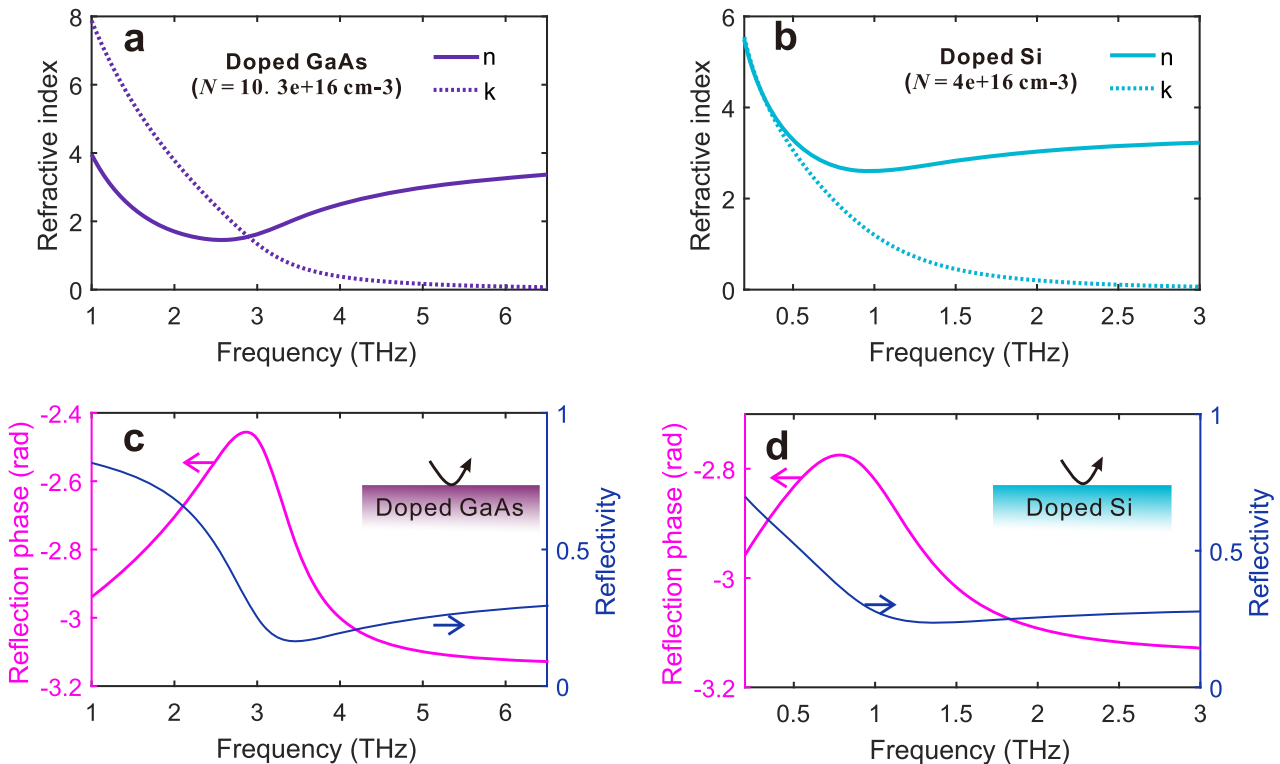 a
Doped GaAs
(N = 10. 3e+16 cm-3)
n
k
8
6
4
2
0
Refractive index
1 2 3 4 5 6
Frequency (THz)
b
Doped Si
(N = 4e+16 cm-3)
n
k
6
4
2
0
Refractive index
0.5 1 1.5 2 2.5 3
Frequency (THz)
c
Doped GaAs
-2.4
-2.6
-2.8
-3
-3.2
Reflection phase (rad)
1
0.5
0
Reflectivity
1 2 3 4 5 6
Frequency (THz)
d
Doped Si
-2.8
-3
-3.2
Reflection phase (rad)
1
0.5
0
Reflectivity
0.5 1 1.5 2 2.5 3
Frequency (THz)